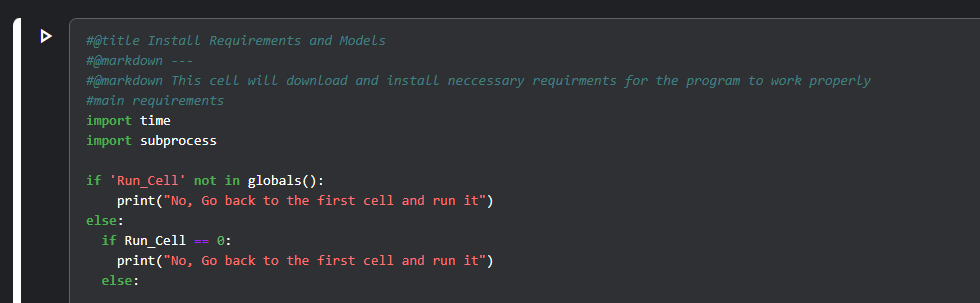 #@title Install Requirements and Models
#@markdown ---
#@markdown This cell will download and install neccessary requirments for the program to work properly
#main requirements
import time
import subprocess
if 'Run_Cell' not in globals():
print("No, Go back to the first cell and run it")
else:
if Run_Cell == 0:
print("No, Go back to the first cell and run it")
else: